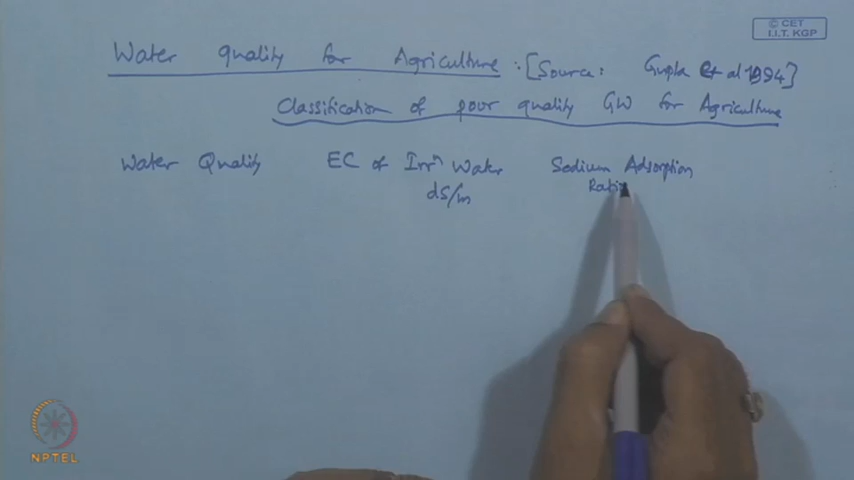 © CET
I.I.T. KGP
Water quality for Agriculture : [Source: Gupta et al 1994]
Classification of poor quality GW for Agriculture
Water Quality EC of Irrn Water Sodium Adsorption
dS/m Ratio
NPTEL